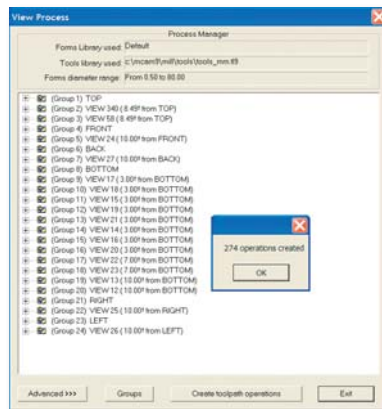 View Process
Process Manager
Forms Library used: Default
Tools library used: c:\mcam9\mill\tools\tools_mm.tl9
Forms diameter range: From 0.50 to 80.00
(Group 1) TOP
(Group 2) VIEW 340 ( 8.49° from TOP)
(Group 3) VIEW 58 ( 8.49° from TOP)
(Group 4) FRONT
(Group 5) VIEW 24 (10.00° from FRONT)
(Group 6) BACK
(Group 7) VIEW 27 (10.00° from BACK)
(Group 8) BOTTOM
(Group 9) VIEW 17 ( 3.00° from BOTTOM)
(Group 10) VIEW 18 ( 3.00° from BOTTOM)
(Group 11) VIEW 15 ( 3.00° from BOTTOM)
(Group 12) VIEW 19 ( 3.00° from BOTTOM)
(Group 13) VIEW 21 ( 3.00° from BOTTOM)
(Group 14) VIEW 14 ( 3.00° from BOTTOM)
(Group 15) VIEW 16 ( 3.00° from BOTTOM)
(Group 16) VIEW 20 ( 3.00° from BOTTOM)
(Group 17) VIEW 22 ( 7.00° from BOTTOM)
(Group 18) VIEW 23 ( 7.00° from BOTTOM)
(Group 19) VIEW 13 (10.00° from BOTTOM)
(Group 20) VIEW 12 (10.00° from BOTTOM)
(Group 21) RIGHT
(Group 22) VIEW 25 (10.00° from RIGHT)
(Group 23) LEFT
(Group 24) VIEW 26 (10.00° from LEFT)
274 operations created
OK
Advanced >>>
Groups
Create toolpath operations
Exit